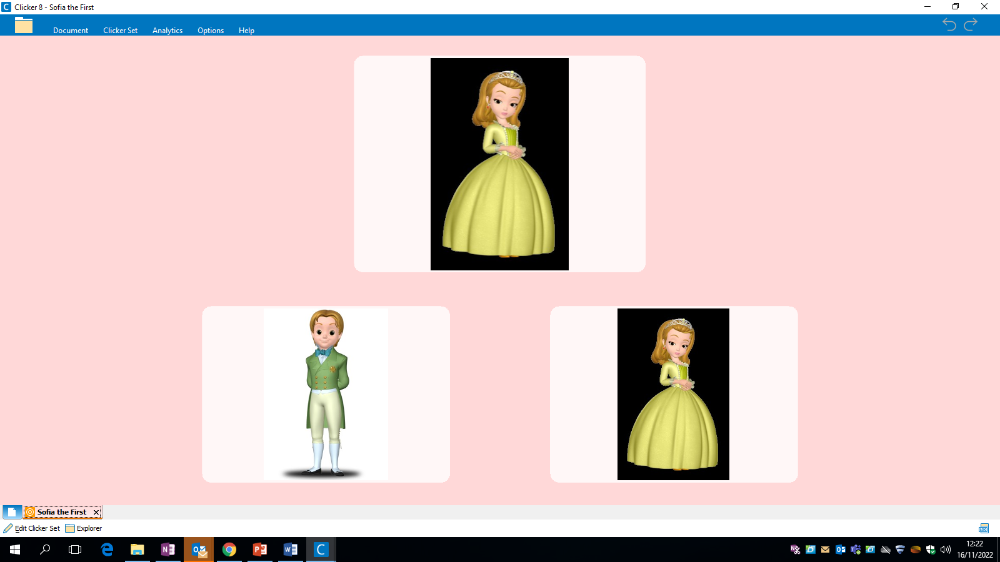 C Clicker 8 - Sofia the First
Document Clicker Set Analytics Options Help
Sofia the First
Edit Clicker Set Explorer
LOG
12:22
16/11/2022